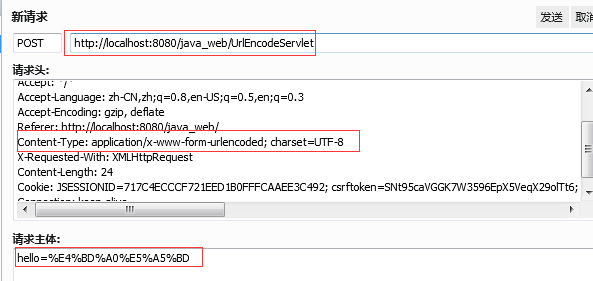 新请求
发送 取消
POST http://localhost:8080/java_web/UrlEncodeServlet
请求头:
Accept: */*
Accept-Language: zh-CN,zh;q=0.8,en-US;q=0.5,en;q=0.3
Accept-Encoding: gzip, deflate
Referer: http://localhost:8080/java_web/
Content-Type: application/x-www-form-urlencoded; charset=UTF-8
X-Requested-With: XMLHttpRequest
Content-Length: 24
Cookie: JSESSIONID=717C4ECCCF721EED1B0FFFCAAEE3C492; csrftoken=SNt95caVGGK7W3596EpX5VeqX29olTt6;
Connection: keep-alive
请求主体:
hello=%E4%BD%A0%E5%A5%BD